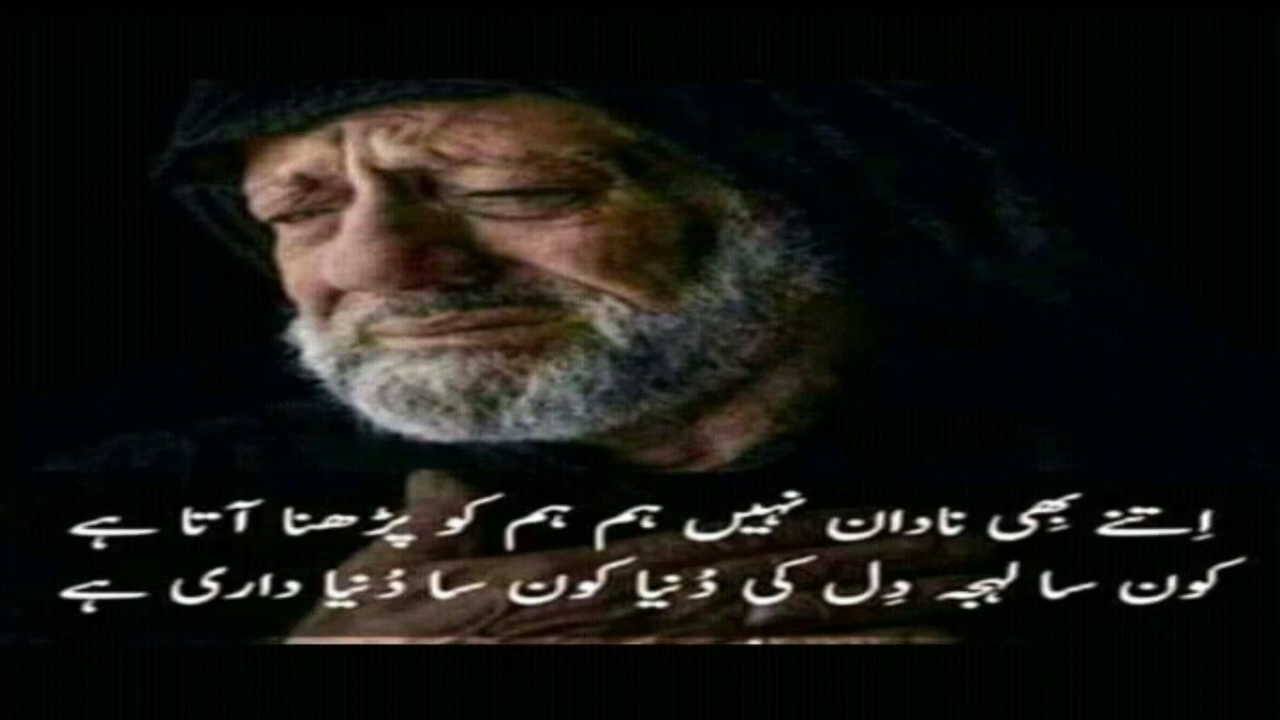 اِتنے بِھی نادان نہیں ہم ہم کو پڑھنا آتا ہے
کون سا لہجہ دِل کی دُنیا کون سا دُنیا داری ہے